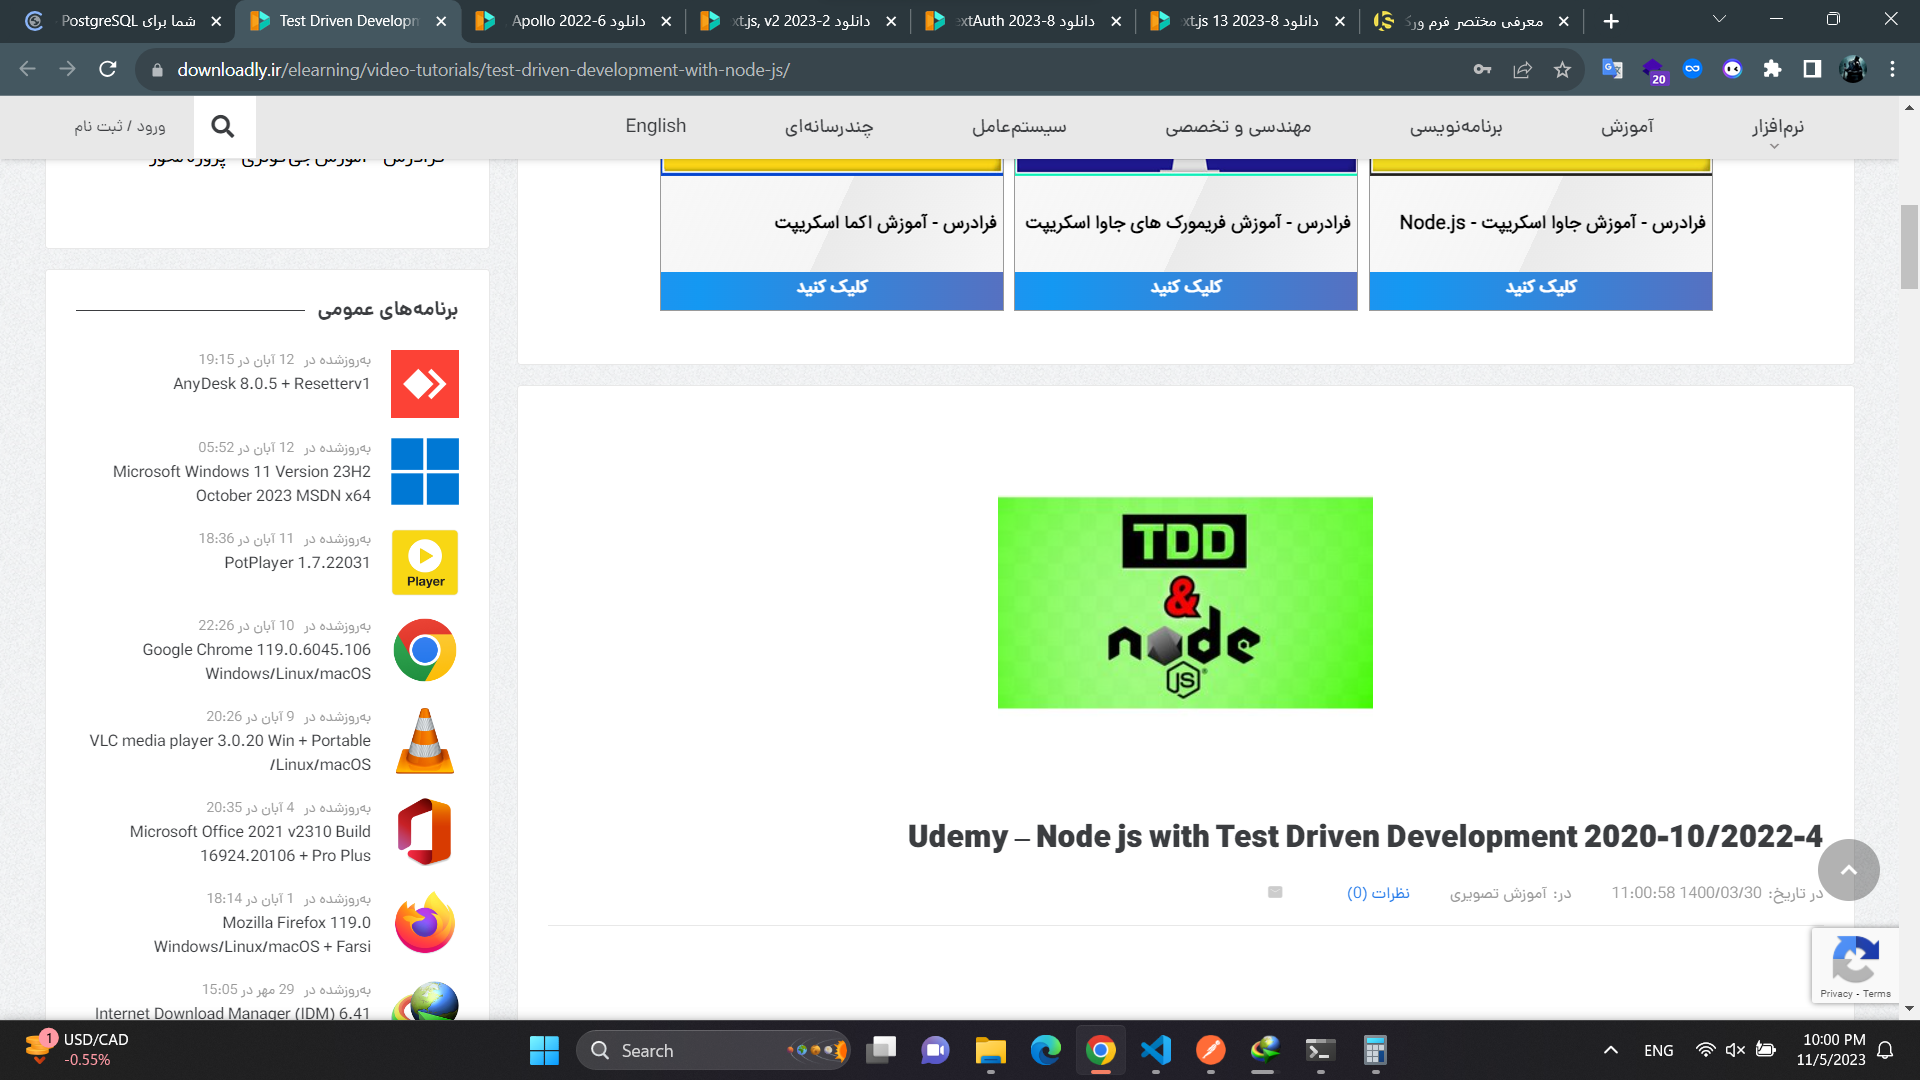 شما برای PostgreSQL
Test Driven Developm
دانلود Apollo 2022-6
دانلود xt.js, v2 2023-2
دانلود extAuth 2023-8
دانلود xt.js 13 2023-8
معرفی مختصر فرم ورک
downloadly.ir/elearning/video-tutorials/test-driven-development-with-node-js/
20
نرم‌افزار
آموزش
برنامه‌نویسی
مهندسی و تخصصی
سیستم‌عامل
چندرسانه‌ای
English
ورود / ثبت نام
فرادرس - آموزش جاوا اسکریپت - Node.js
کلیک کنید
فرادرس - آموزش فریمورک های جاوا اسکریپت
کلیک کنید
فرادرس - آموزش اکما اسکریپت
کلیک کنید
TDD
&
node
JS
Udemy – Node js with Test Driven Development 2020-10/2022-4
در تاریخ: 1400/03/30 11:00:58
در: آموزش تصویری
نظرات (0)
برنامه‌های عمومی
به‌روزشده در 12 آبان در 19:15
AnyDesk 8.0.5 + Resetterv1
به‌روزشده در 12 آبان در 05:52
Microsoft Windows 11 Version 23H2
October 2023 MSDN x64
به‌روزشده در 11 آبان در 18:36
PotPlayer 1.7.22031
Player
به‌روزشده در 10 آبان در 22:26
Google Chrome 119.0.6045.106
Windows/Linux/macOS
به‌روزشده در 9 آبان در 20:26
VLC media player 3.0.20 Win + Portable
/Linux/macOS
به‌روزشده در 4 آبان در 20:35
Microsoft Office 2021 v2310 Build
16924.20106 + Pro Plus
به‌روزشده در 1 آبان در 18:14
Mozilla Firefox 119.0
Windows/Linux/macOS + Farsi
به‌روزشده در 29 مهر در 15:05
Internet Download Manager (IDM) 6.41
Privacy - Terms
1
USD/CAD
-0.55%
Search
ENG
10:00 PM
11/5/2023